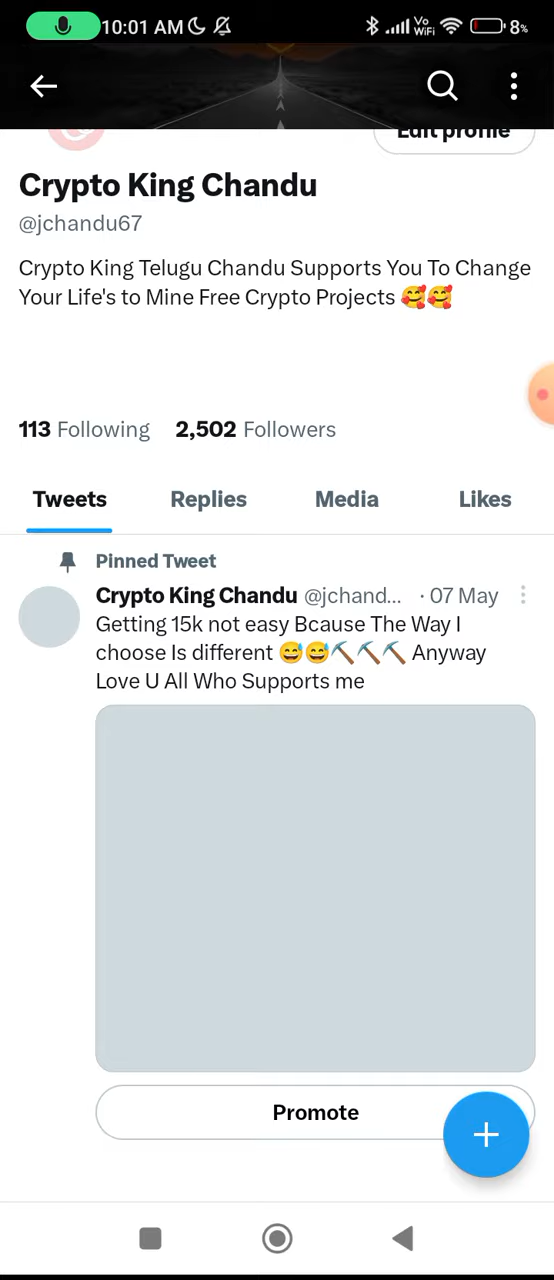 10:01 AM
Vo WiFi
8%
Edit profile
Crypto King Chandu
@jchandu67
Crypto King Telugu Chandu Supports You To Change
Your Life's to Mine Free Crypto Projects 🥰🥰
113 Following 2,502 Followers
Tweets Replies Media Likes
Pinned Tweet
Crypto King Chandu @jchand... · 07 May
Getting 15k not easy Bcause The Way I
choose Is different 😅😅⛏️⛏️⛏️ Anyway
Love U All Who Supports me
Promote